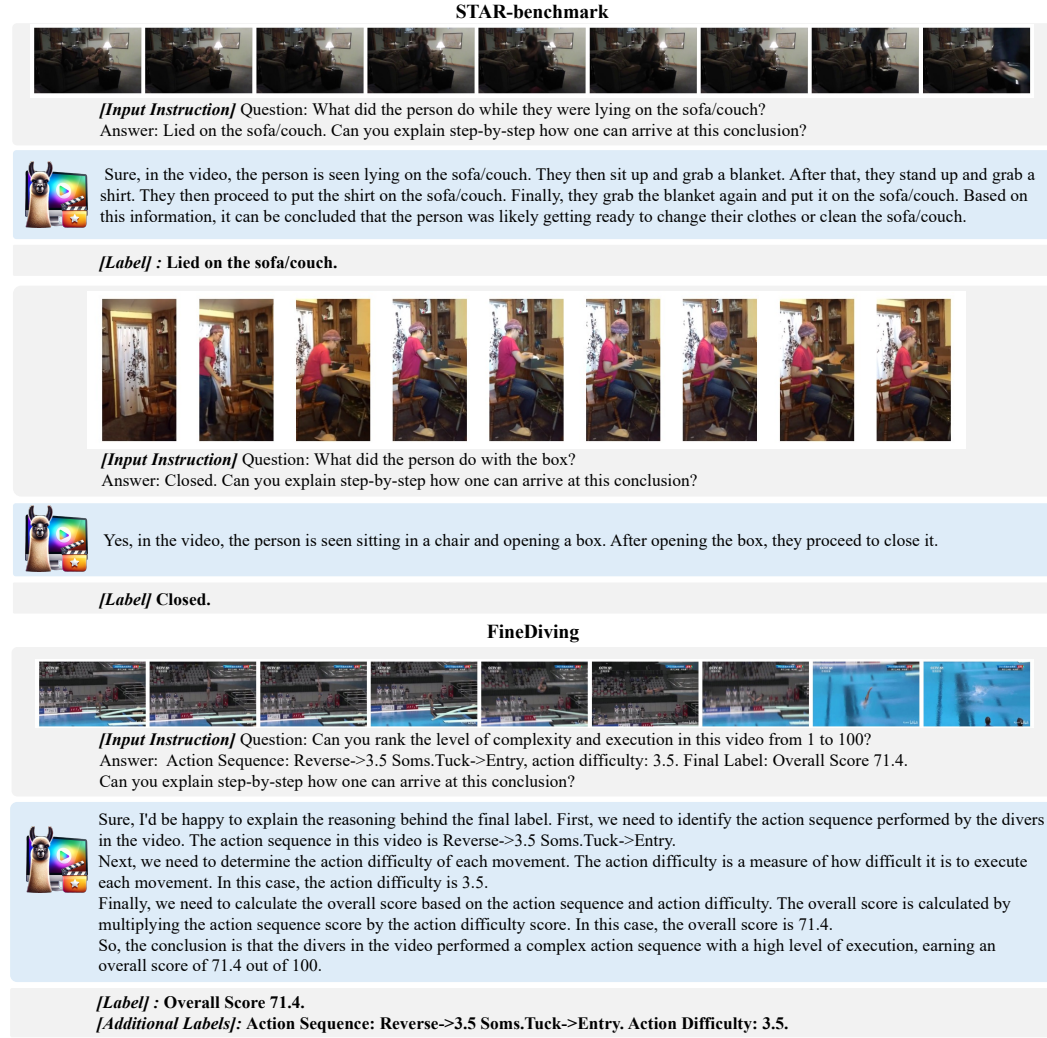 STAR-benchmark
[Input Instruction] Question: What did the person do while they were lying on the sofa/couch?
Answer: Lied on the sofa/couch. Can you explain step-by-step how one can arrive at this conclusion?
Sure, in the video, the person is seen lying on the sofa/couch. They then sit up and grab a blanket. After that, they stand up and grab a
shirt. They then proceed to put the shirt on the sofa/couch. Finally, they grab the blanket again and put it on the sofa/couch. Based on
this information, it can be concluded that the person was likely getting ready to change their clothes or clean the sofa/couch.
[Label] : Lied on the sofa/couch.
[Input Instruction] Question: What did the person do with the box?
Answer: Closed. Can you explain step-by-step how one can arrive at this conclusion?
Yes, in the video, the person is seen sitting in a chair and opening a box. After opening the box, they proceed to close it.
[Label] Closed.
FineDiving
[Input Instruction] Question: Can you rank the level of complexity and execution in this video from 1 to 100?
Answer: Action Sequence: Reverse->3.5 Soms.Tuck->Entry, action difficulty: 3.5. Final Label: Overall Score 71.4.
Can you explain step-by-step how one can arrive at this conclusion?
Sure, I'd be happy to explain the reasoning behind the final label. First, we need to identify the action sequence performed by the divers
in the video. The action sequence in this video is Reverse->3.5 Soms.Tuck->Entry.
Next, we need to determine the action difficulty of each movement. The action difficulty is a measure of how difficult it is to execute
each movement. In this case, the action difficulty is 3.5.
Finally, we need to calculate the overall score based on the action sequence and action difficulty. The overall score is calculated by
multiplying the action sequence score by the action difficulty score. In this case, the overall score is 71.4.
So, the conclusion is that the divers in the video performed a complex action sequence with a high level of execution, earning an
overall score of 71.4 out of 100.
[Label] : Overall Score 71.4.
[Additional Labels]: Action Sequence: Reverse->3.5 Soms.Tuck->Entry. Action Difficulty: 3.5.